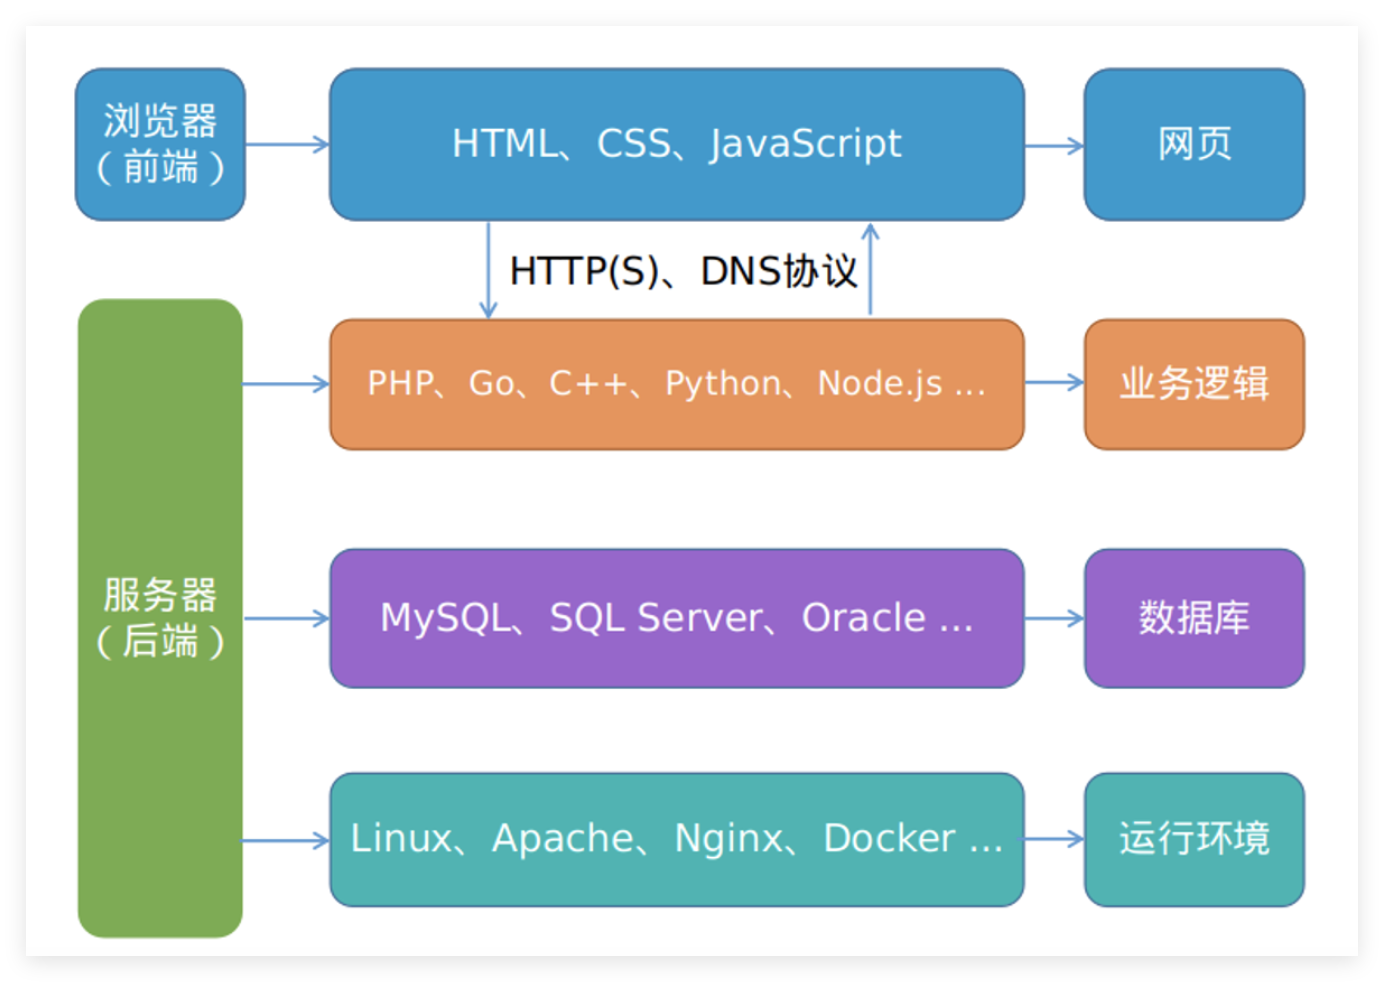 浏览器
（前端）
HTML、CSS、JavaScript
网页
HTTP(S)、DNS协议
PHP、Go、C++、Python、Node.js ...
业务逻辑
服务器
（后端）
MySQL、SQL Server、Oracle ...
数据库
Linux、Apache、Nginx、Docker ...
运行环境